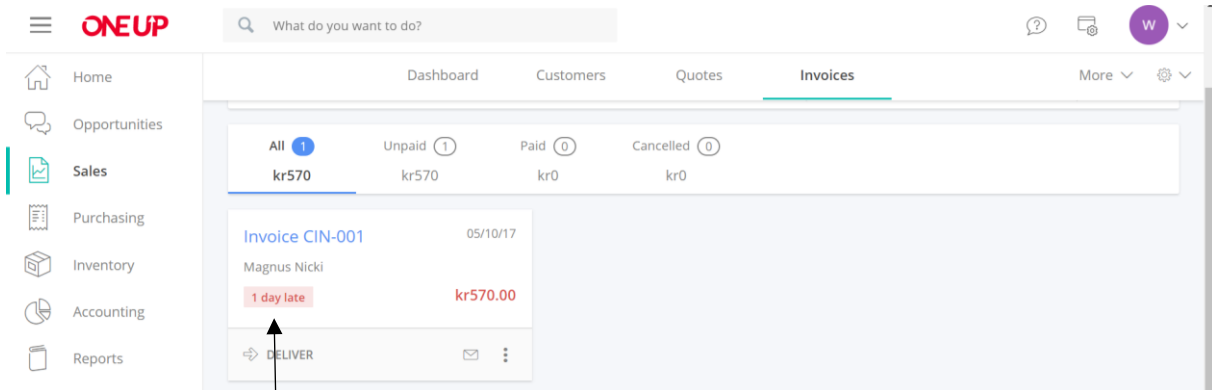 ONEUP
What do you want to do?
W
Home
Opportunities
Sales
Purchasing
Inventory
Accounting
Reports
Dashboard Customers Quotes Invoices More
All 1 Unpaid 1 Paid 0 Cancelled 0
kr570 kr570 kr0 kr0
Invoice CIN-001 05/10/17
Magnus Nicki
1 day late kr570.00
DELIVER